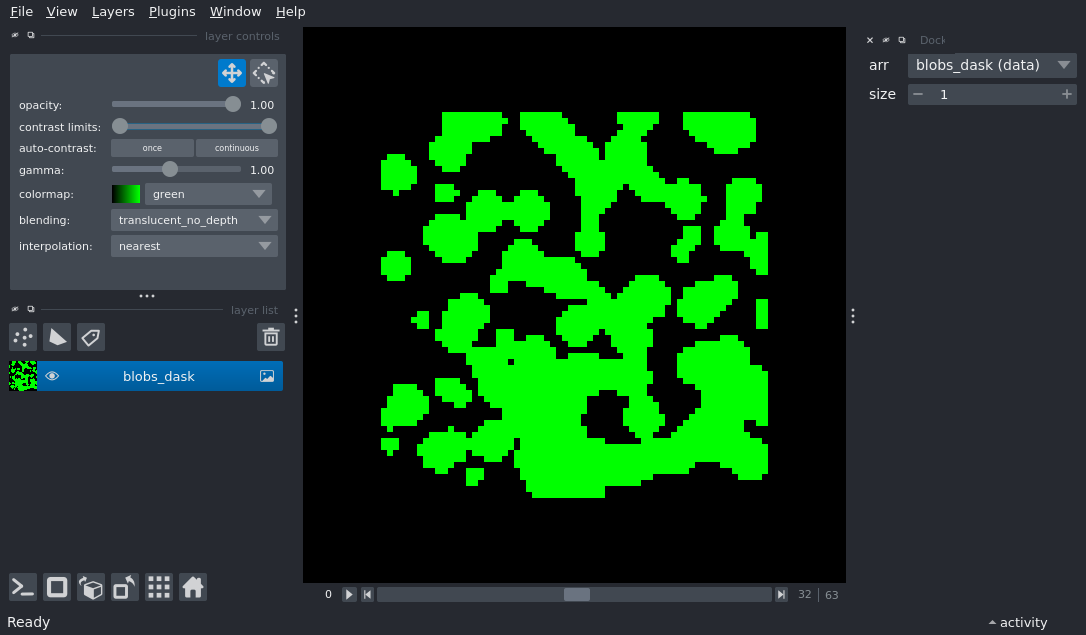 File View Layers Plugins Window Help
layer controls
opacity: 1.00
contrast limits:
auto-contrast: once continuous
gamma: 1.00
colormap: green
blending: translucent_no_depth
interpolation: nearest
layer list
blobs_dask
0 32 63
Ready
Dock
arr blobs_dask (data)
size 1
activity